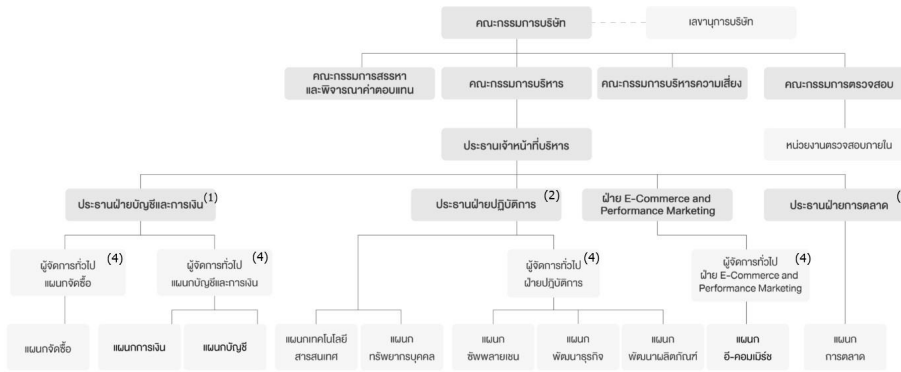 คณะกรรมการบริษัท
เลขานุการบริษัท
คณะกรรมการสรรหา
และพิจารณาค่าตอบแทน
คณะกรรมการบริหาร
คณะกรรมการบริหารความเสี่ยง
คณะกรรมการตรวจสอบ
ประธานเจ้าหน้าที่บริหาร
หน่วยงานตรวจสอบภายใน
ประธานฝ่ายบัญชีและการเงิน (1)
ประธานฝ่ายปฏิบัติการ (2)
ฝ่าย E-Commerce and
Performance Marketing
ประธานฝ่ายการตลาด (
ผู้จัดการทั่วไป (4)
แผนกจัดซื้อ
ผู้จัดการทั่วไป (4)
แผนกบัญชีและการเงิน
ผู้จัดการทั่วไป (4)
ฝ่ายปฏิบัติการ
ผู้จัดการทั่วไป (4)
ฝ่าย E-Commerce and
Performance Marketing
แผนกจัดซื้อ
แผนกการเงิน
แผนกบัญชี
แผนกเทคโนโลยี
สารสนเทศ
แผนก
ทรัพยากรบุคคล
แผนก
ซัพพลายเชน
แผนก
พัฒนาธุรกิจ
แผนก
พัฒนาผลิตภัณฑ์
แผนก
อี-คอมเมิร์ซ
แผนก
การตลาด